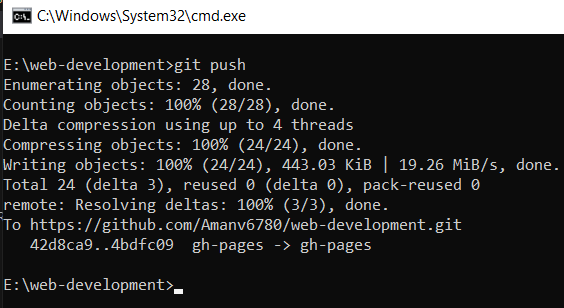 C:\Windows\System32\cmd.exe
E:\web-development>git push
Enumerating objects: 28, done.
Counting objects: 100% (28/28), done.
Delta compression using up to 4 threads
Compressing objects: 100% (24/24), done.
Writing objects: 100% (24/24), 443.03 KiB | 19.26 MiB/s, done.
Total 24 (delta 3), reused 0 (delta 0), pack-reused 0
remote: Resolving deltas: 100% (3/3), done.
To https://github.com/Amanv6780/web-development.git
   42d8ca9..4bdfc09  gh-pages -> gh-pages
E:\web-development>